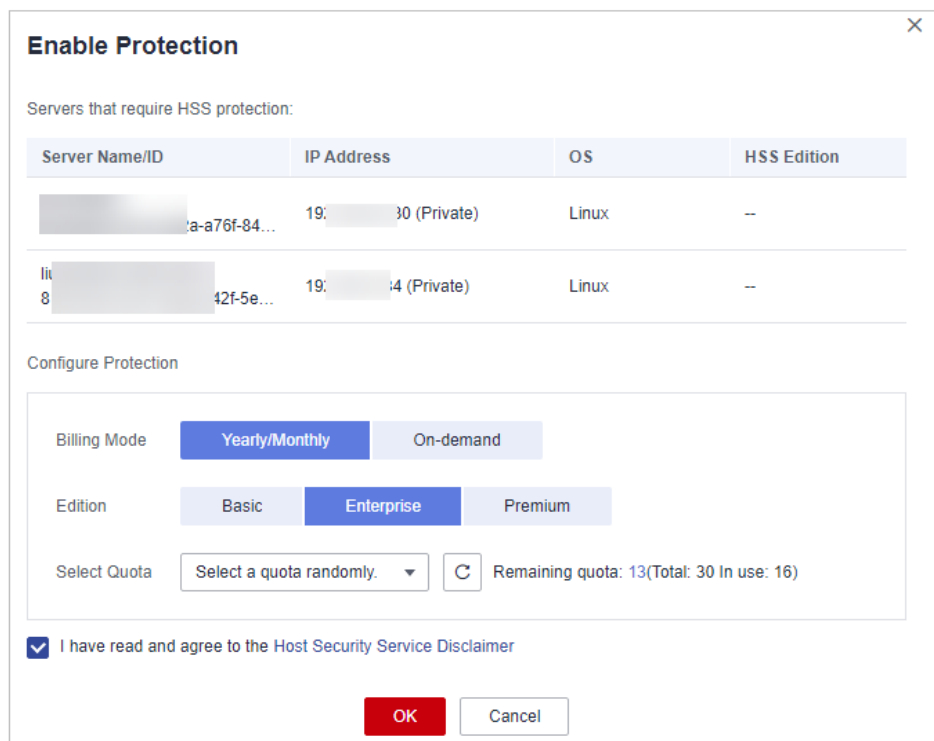 Enable Protection
Servers that require HSS protection:
Server Name/ID IP Address OS HSS Edition
19 30 (Private) Linux --
a-a76f-84...
liu
19 4 (Private) Linux --
8 42f-5e...
Configure Protection
Billing Mode Yearly/Monthly On-demand
Edition Basic Enterprise Premium
Select Quota Select a quota randomly. Remaining quota: 13(Total: 30 In use: 16)
I have read and agree to the Host Security Service Disclaimer
OK Cancel